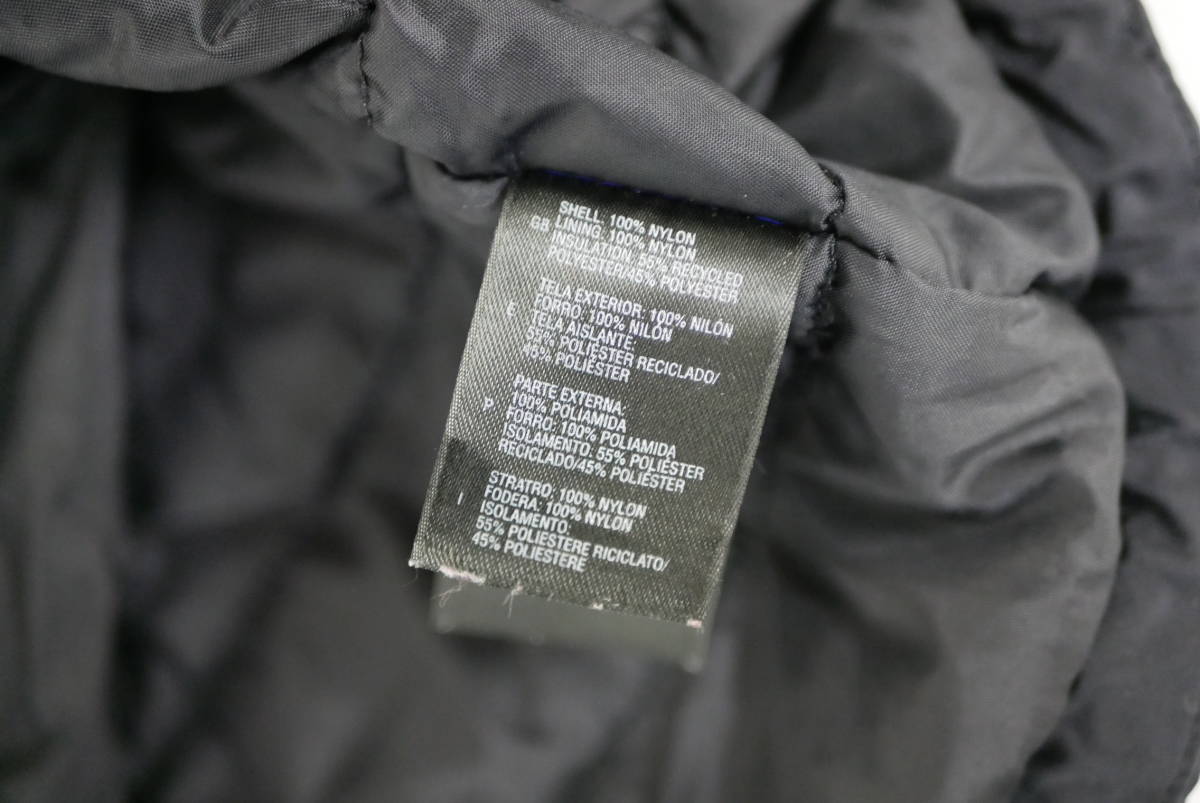 SHELL: 100% NYLON
GB LINING: 100% NYLON
INSULATION: 55% RECYCLED
POLYESTER/45% POLYESTER
TELA EXTERIOR: 100% NILÓN
E FORRO: 100% NILÓN
TELA AISLANTE:
55% POLIÉSTER RECICLADO/
45% POLIÉSTER
PARTE EXTERNA:
100% POLIAMIDA
P FORRO: 100% POLIAMIDA
ISOLAMENTO: 55% POLIÉSTER
RECICLADO/45% POLIÉSTER
STRATRO: 100% NYLON
I FODERA: 100% NYLON
ISOLAMENTO:
55% POLIESTERE RICICLATO/
45% POLIESTERE